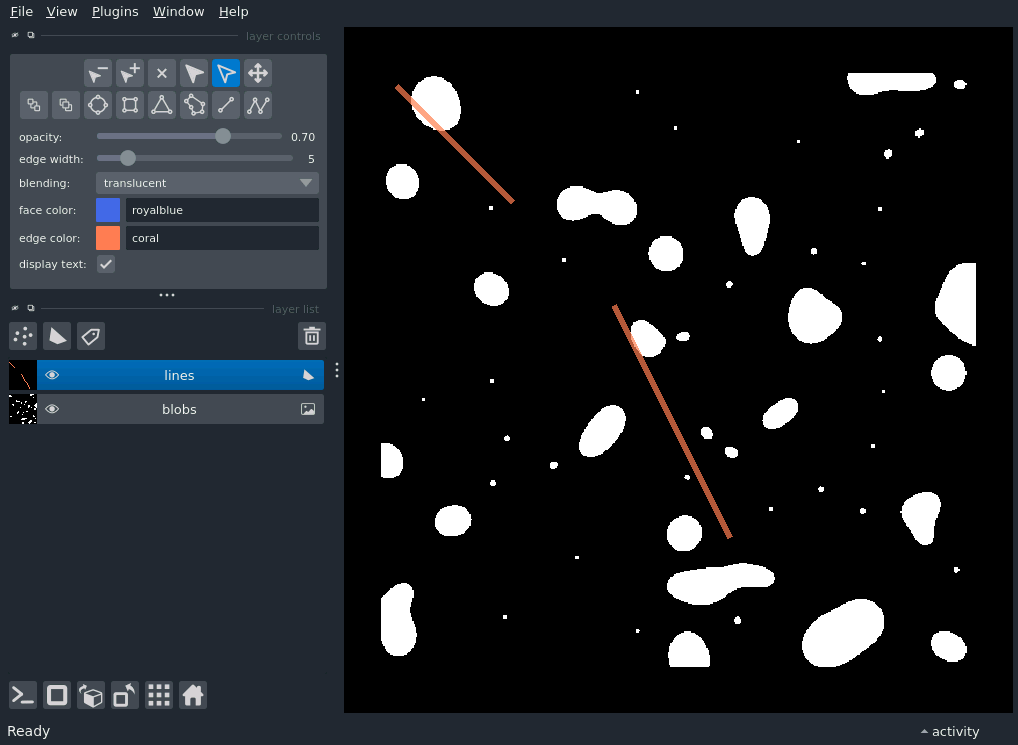 File View Plugins Window Help
layer controls
opacity: 0.70
edge width: 5
blending: translucent
face color: royalblue
edge color: coral
display text:
layer list
lines
blobs
Ready
activity